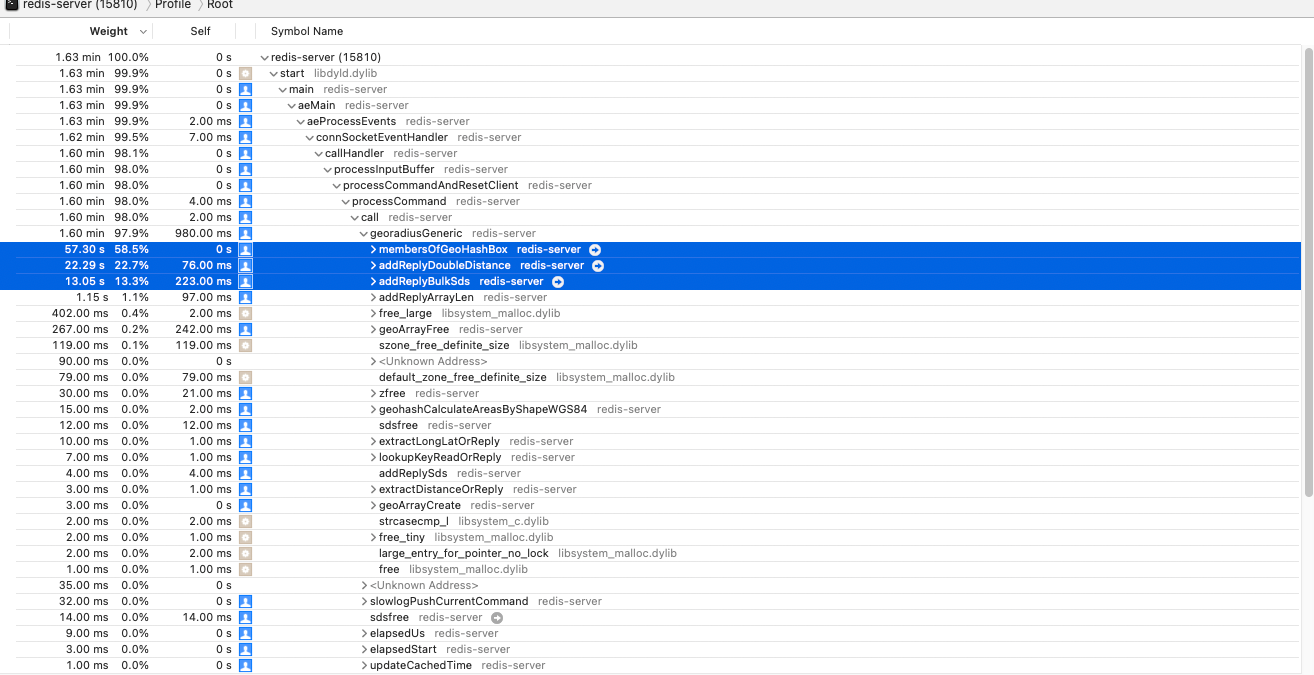 redis-server (15810) Profile Root
Weight Self Symbol Name
1.63 min 100.0% 0 s redis-server (15810)
1.63 min 99.9% 0 s start libdyld.dylib
1.63 min 99.9% 0 s main redis-server
1.63 min 99.9% 0 s aeMain redis-server
1.63 min 99.9% 2.00 ms aeProcessEvents redis-server
1.62 min 99.5% 7.00 ms connSocketEventHandler redis-server
1.60 min 98.1% 0 s callHandler redis-server
1.60 min 98.0% 0 s processInputBuffer redis-server
1.60 min 98.0% 0 s processCommandAndResetClient redis-server
1.60 min 98.0% 4.00 ms processCommand redis-server
1.60 min 98.0% 2.00 ms call redis-server
1.60 min 97.9% 980.00 ms georadiusGeneric redis-server
57.30 s 58.5% 0 s membersOfGeoHashBox redis-server
22.29 s 22.7% 76.00 ms addReplyDoubleDistance redis-server
13.05 s 13.3% 223.00 ms addReplyBulkSds redis-server
1.15 s 1.1% 97.00 ms addReplyArrayLen redis-server
402.00 ms 0.4% 2.00 ms free_large libsystem_malloc.dylib
267.00 ms 0.2% 242.00 ms geoArrayFree redis-server
119.00 ms 0.1% 119.00 ms szone_free_definite_size libsystem_malloc.dylib
90.00 ms 0.0% 0 s <Unknown Address>
79.00 ms 0.0% 79.00 ms default_zone_free_definite_size libsystem_malloc.dylib
30.00 ms 0.0% 21.00 ms zfree redis-server
15.00 ms 0.0% 2.00 ms geohashCalculateAreasByShapeWGS84 redis-server
12.00 ms 0.0% 12.00 ms sdsfree redis-server
10.00 ms 0.0% 1.00 ms extractLongLatOrReply redis-server
7.00 ms 0.0% 1.00 ms lookupKeyReadOrReply redis-server
4.00 ms 0.0% 4.00 ms addReplySds redis-server
3.00 ms 0.0% 1.00 ms extractDistanceOrReply redis-server
3.00 ms 0.0% 0 s geoArrayCreate redis-server
2.00 ms 0.0% 2.00 ms strcasecmp_l libsystem_c.dylib
2.00 ms 0.0% 1.00 ms free_tiny libsystem_malloc.dylib
2.00 ms 0.0% 2.00 ms large_entry_for_pointer_no_lock libsystem_malloc.dylib
1.00 ms 0.0% 1.00 ms free libsystem_malloc.dylib
35.00 ms 0.0% 0 s <Unknown Address>
32.00 ms 0.0% 0 s slowlogPushCurrentCommand redis-server
14.00 ms 0.0% 14.00 ms sdsfree redis-server
9.00 ms 0.0% 0 s elapsedUs redis-server
3.00 ms 0.0% 0 s elapsedStart redis-server
1.00 ms 0.0% 0 s updateCachedTime redis-server